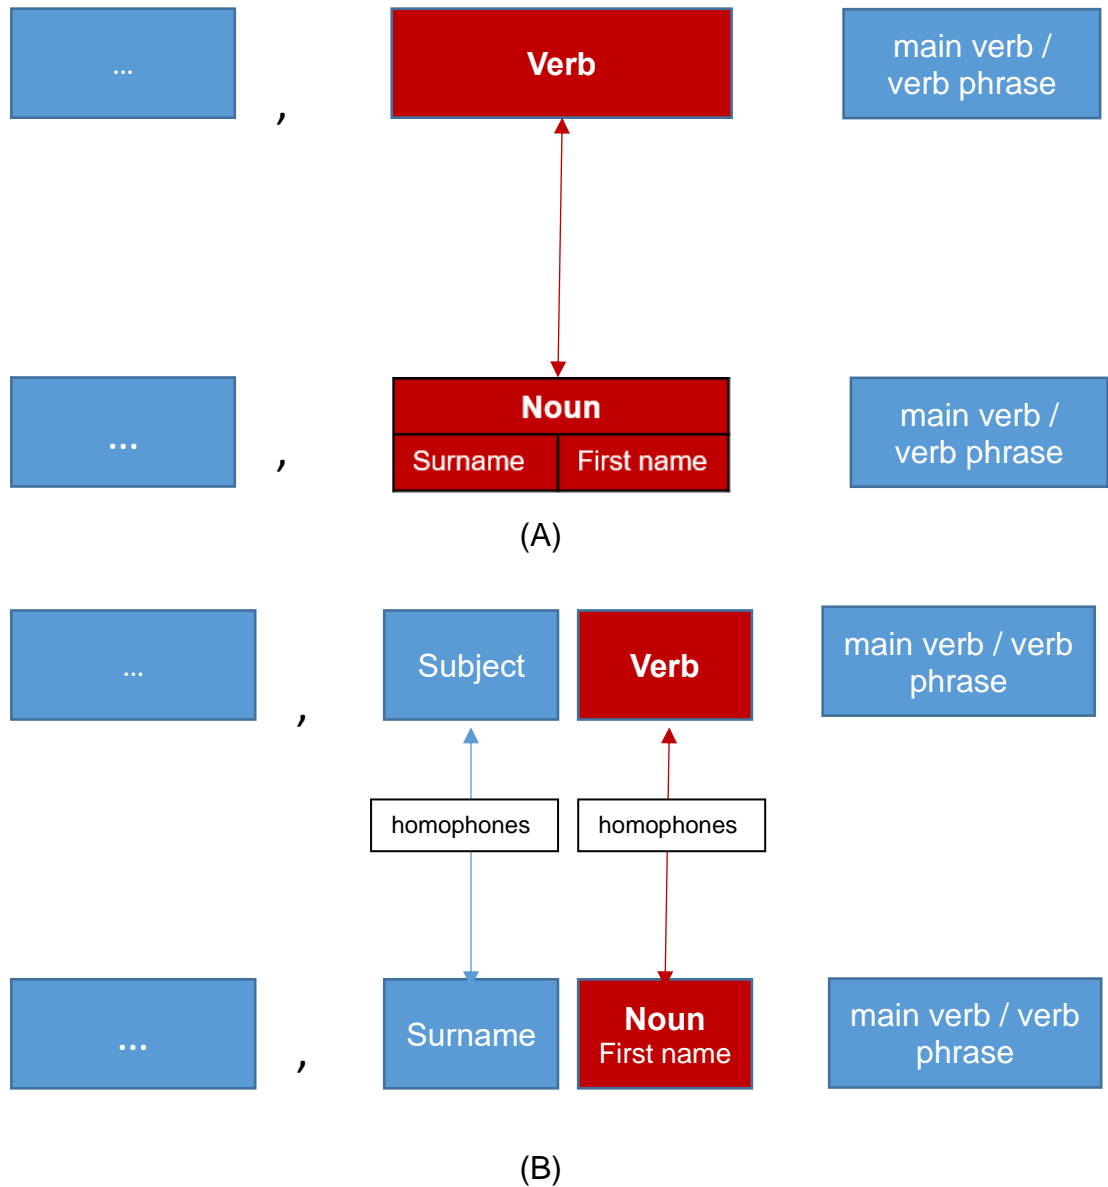 ...
,
Verb
main verb /
verb phrase
...
,
Noun
Surname
First name
main verb /
verb phrase
(A)
...
,
Subject
Verb
main verb / verb
phrase
homophones
homophones
...
,
Surname
Noun
First name
main verb / verb
phrase
(B)